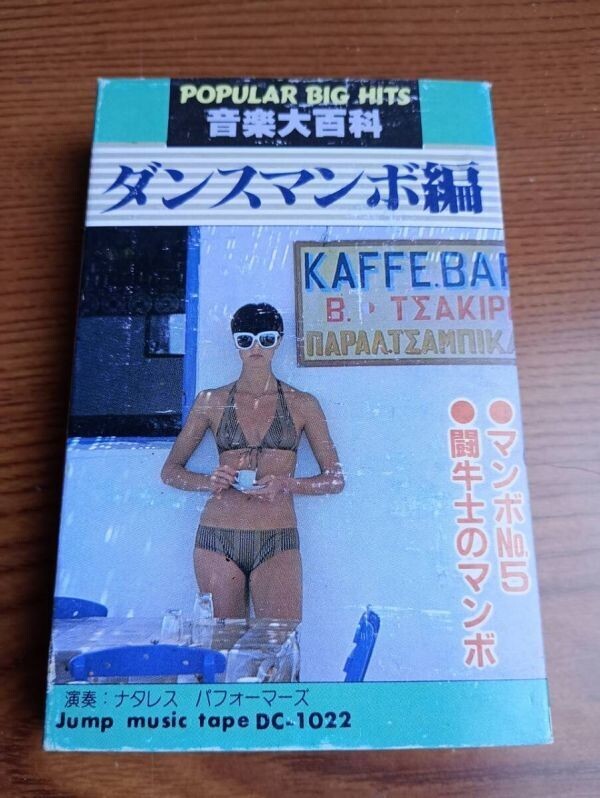 POPULAR BIG HITS
音楽大百科
ダンスマンボ編
KAFFE.BAR
B. ΤΣΑΚΙΡ
ΠΑΡΑΛ.ΤΣΑΜΠΙΚ
●マンボNo.5
●闘牛士のマンボ
演奏:ナタレス パフォーマーズ
Jump music tape DC-1022